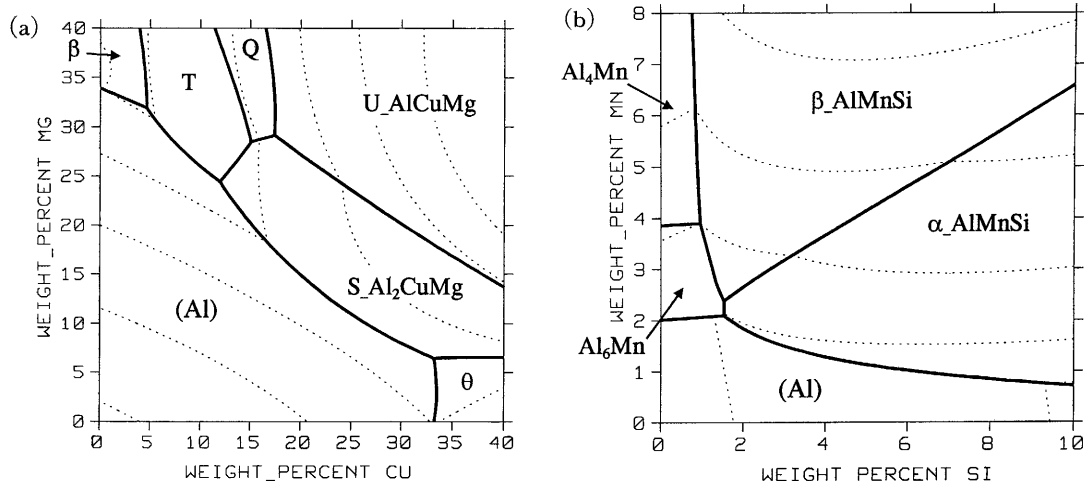 (a)
40
35
30
25
20
15
10
5
0
WEIGHT_PERCENT MG
β
T
Q
U_AlCuMg
S_Al₂CuMg
(Al)
θ
0 5 10 15 20 25 30 35 40
WEIGHT_PERCENT CU
(b)
8
7
6
5
4
3
2
1
0
WEIGHT_PERCENT MN
Al₄Mn
β_AlMnSi
α_AlMnSi
Al₆Mn
(Al)
0 2 4 6 8 10
WEIGHT PERCENT SI